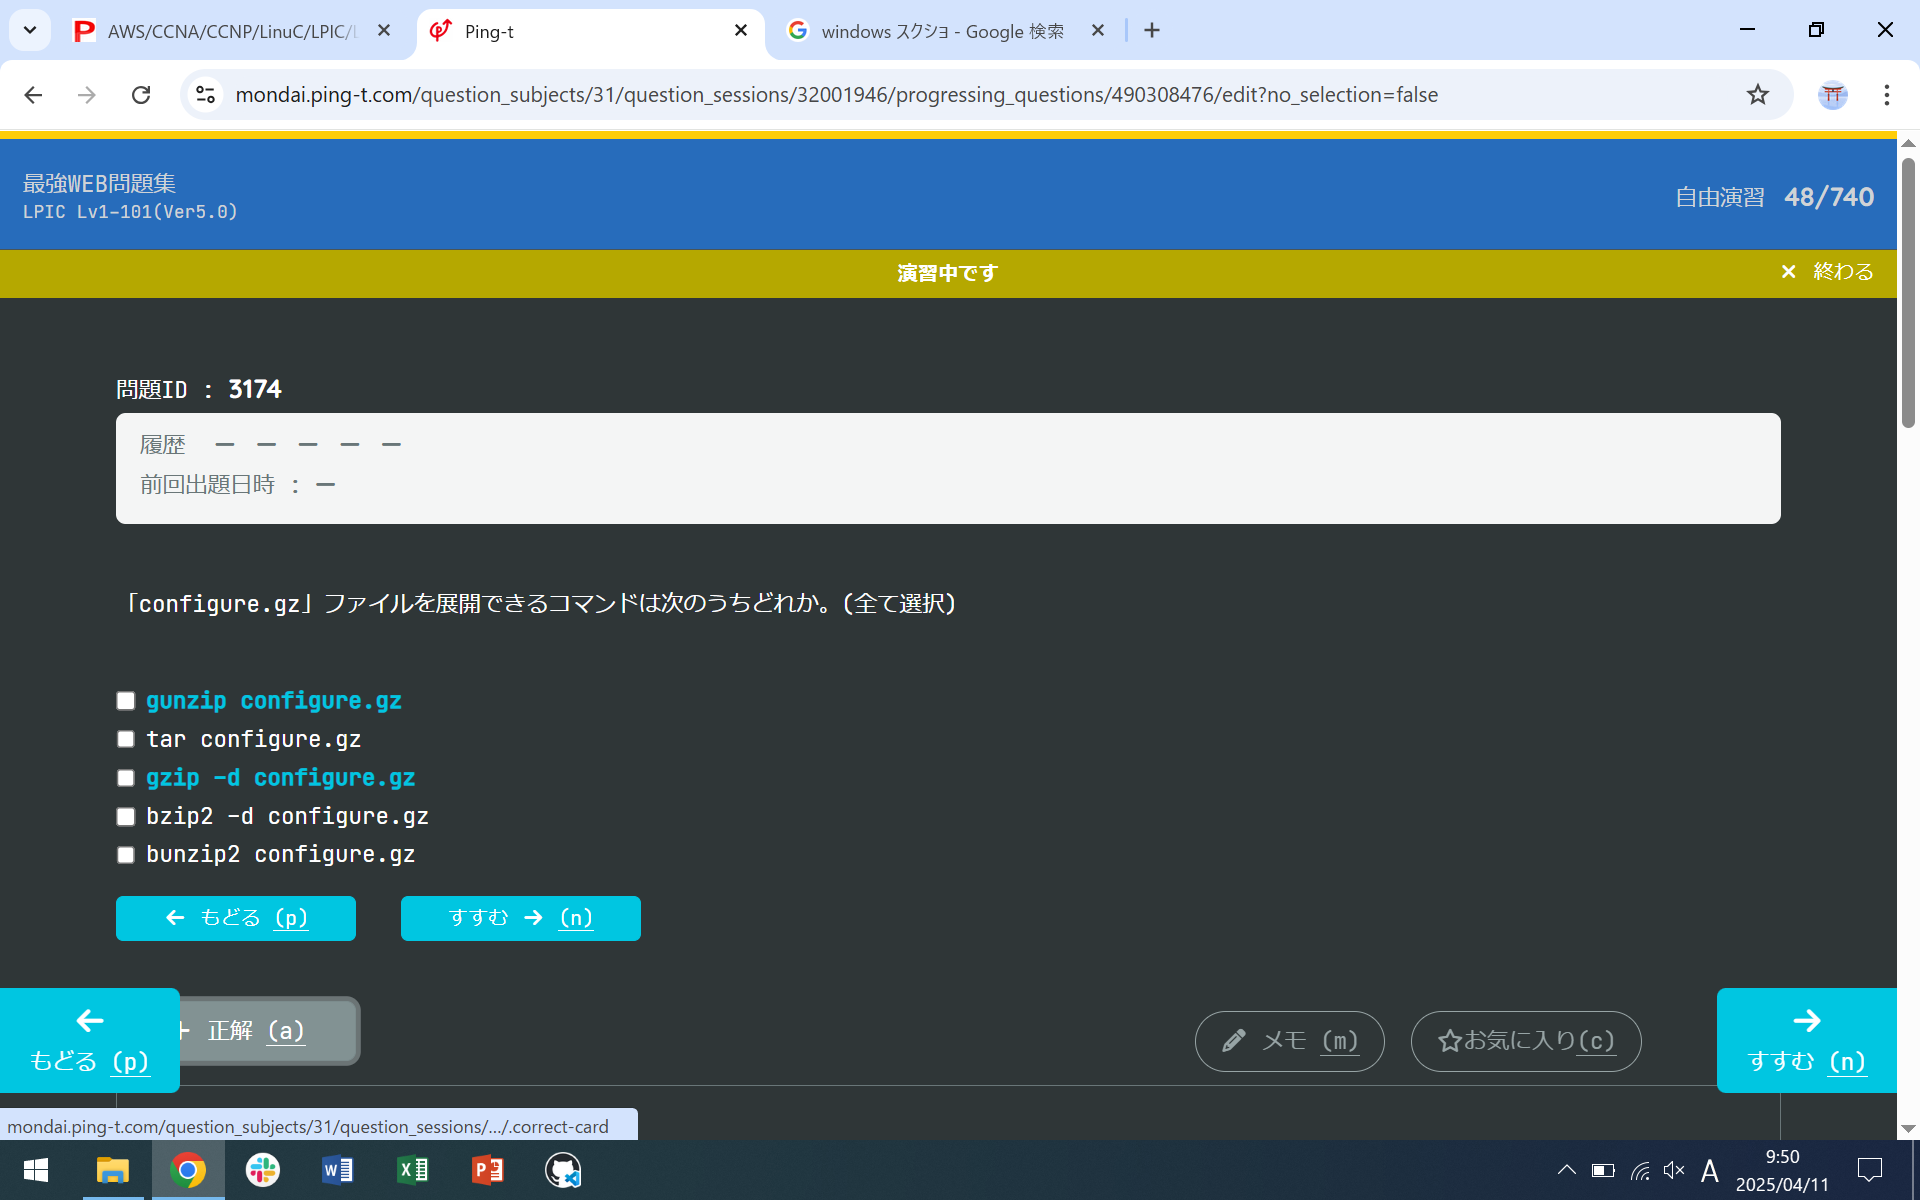 AWS/CCNA/CCNP/LinuC/LPIC/
Ping-t
windows スクショ - Google 検索
mondai.ping-t.com/question_subjects/31/question_sessions/32001946/progressing_questions/490308476/edit?no_selection=false
最強WEB問題集
LPIC Lv1-101(Ver5.0)
自由演習 48/740
演習中です
× 終わる
問題ID : 3174
履歴 ー ー ー ー ー
前回出題日時 : ー
「configure.gz」ファイルを展開できるコマンドは次のうちどれか。(全て選択)
gunzip configure.gz
tar configure.gz
gzip -d configure.gz
bzip2 -d configure.gz
bunzip2 configure.gz
← もどる (p)
すすむ → (n)
← もどる (p)
正解 (a)
メモ (m)
☆お気に入り(c)
→ すすむ (n)
mondai.ping-t.com/question_subjects/31/question_sessions/.../.correct-card
A
9:50
2025/04/11